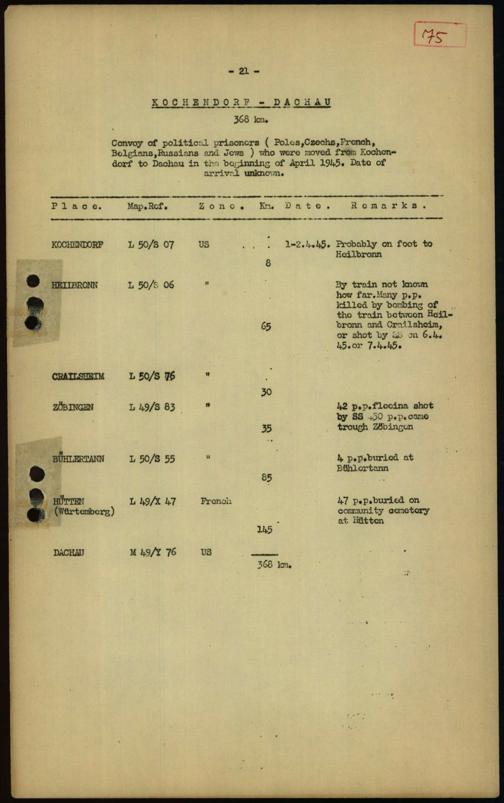 75
- 21 -
KOCHENDORF - DACHAU
368 km.
Convoy of political prisoners ( Poles,Czechs,French,
Belgians,Russians and Jews ) who were moved from Kochen-
dorf to Dachau in the beginning of April 1945. Date of
arrival unknown.
Place. Map.Ref. Zone. Km. Date. Remarks.
KOCHENDORF L 50/S 07 US . . . 1-2.4.45. Probably on foot to
Heilbronn
8
HEILBRONN L 50/S 06 " By train not known
how far.Many p.p.
killed by bombing of
the train between Heil-
65 bronn and Crailsheim,
or shot by SS on 6.4.
45.or 7.4.45.
CRAILSHEIM L 50/S 76 "
30
ZÖBINGEN L 49/S 83 " 42 p.p.fleeing shot
by SS 450 p.p.came
35 trough Zöbingen
BÜHLERTANN L 50/S 55 " 4 p.p.buried at
Bühlertann
85
HÜTTEN L 49/X 47 French 47 p.p.buried on
(Würtemberg) community cemetery
at Hütten
145
DACHAU M 49/Y 76 US
368 km.